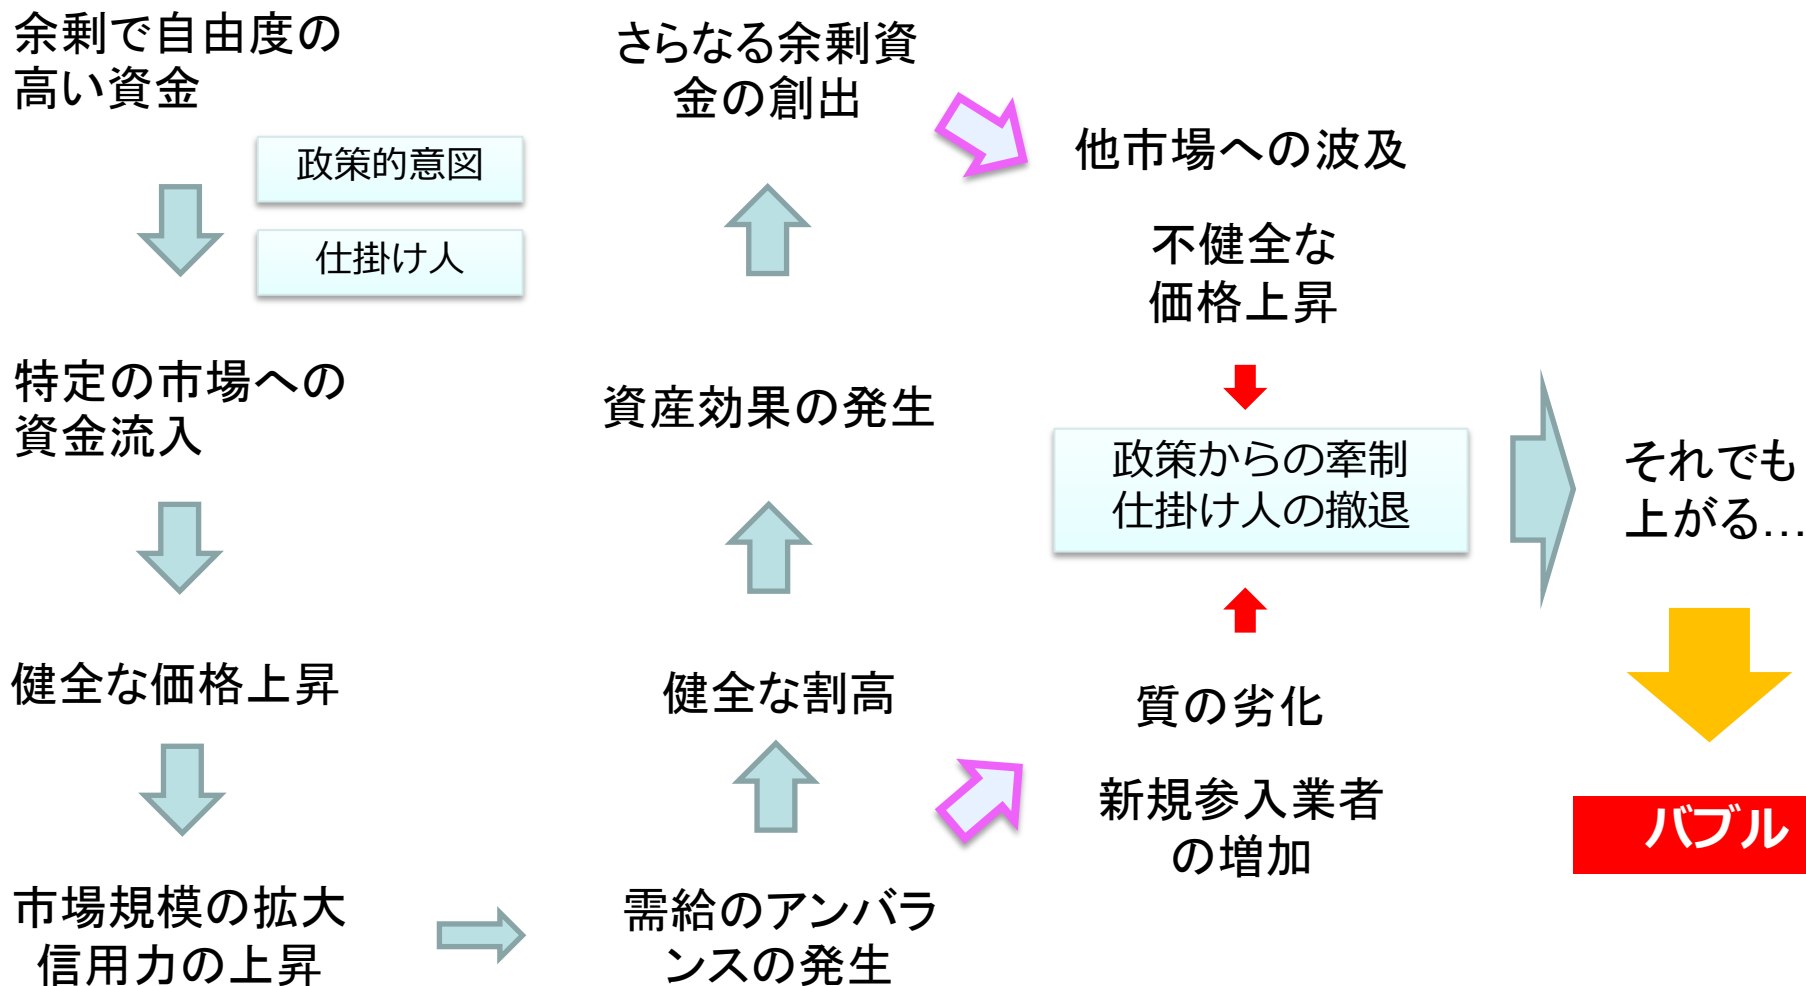 余剰で自由度の
高い資金
政策的意図
仕掛け人
特定の市場への
資金流入
健全な価格上昇
市場規模の拡大
信用力の上昇
需給のアンバラ
ンスの発生
健全な割高
資産効果の発生
さらなる余剰資
金の創出
他市場への波及
不健全な
価格上昇
政策からの牽制
仕掛け人の撤退
質の劣化
新規参入業者
の増加
それでも
上がる…
バブル